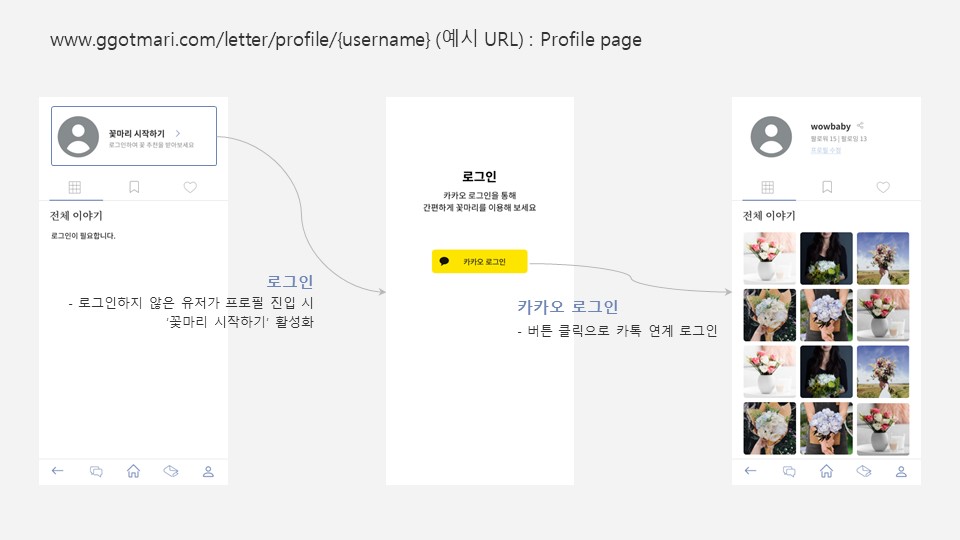 www.ggotmari.com/letter/profile/{username} (예시 URL) : Profile page
꽃마리 시작하기
로그인하여 꽃 추천을 받아보세요
전체 이야기
로그인이 필요합니다.
로그인
- 로그인하지 않은 유저가 프로필 진입 시
‘꽃마리 시작하기’ 활성화
로그인
카카오 로그인을 통해
간편하게 꽃마리를 이용해 보세요
카카오 로그인
카카오 로그인
- 버튼 클릭으로 카톡 연계 로그인
wowbaby
팔로워 15 | 팔로잉 13
프로필 수정
전체 이야기